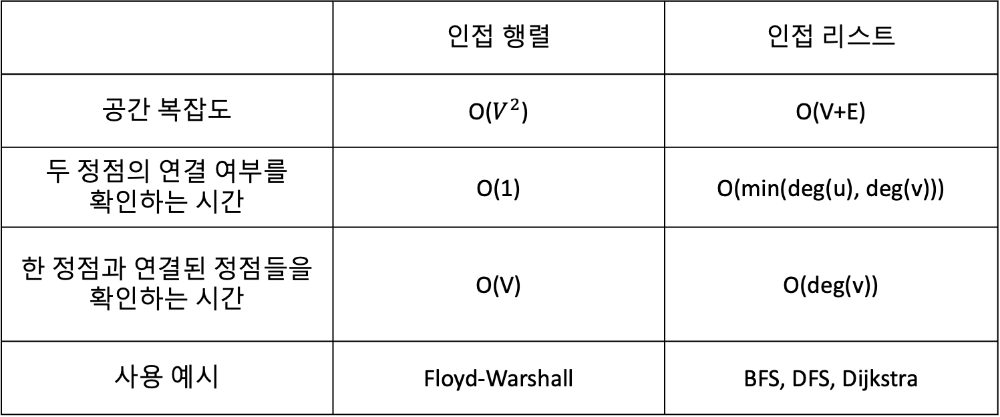 인접 행렬
인접 리스트
공간 복잡도
O(V²)
O(V+E)
두 정점의 연결 여부를
확인하는 시간
O(1)
O(min(deg(u), deg(v)))
한 정점과 연결된 정점들을
확인하는 시간
O(V)
O(deg(v))
사용 예시
Floyd-Warshall
BFS, DFS, Dijkstra